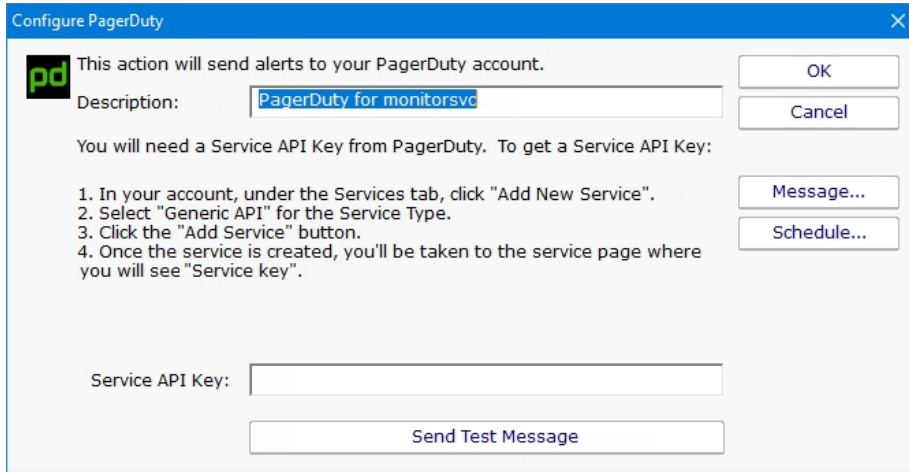 Configure PagerDuty
pd
This action will send alerts to your PagerDuty account.
OK
Description:
PagerDuty for monitorsvc
Cancel
You will need a Service API Key from PagerDuty. To get a Service API Key:
1. In your account, under the Services tab, click "Add New Service".
Message...
2. Select "Generic API" for the Service Type.
3. Click the "Add Service" button.
Schedule...
4. Once the service is created, you'll be taken to the service page where
you will see "Service key".
Service API Key:
Send Test Message